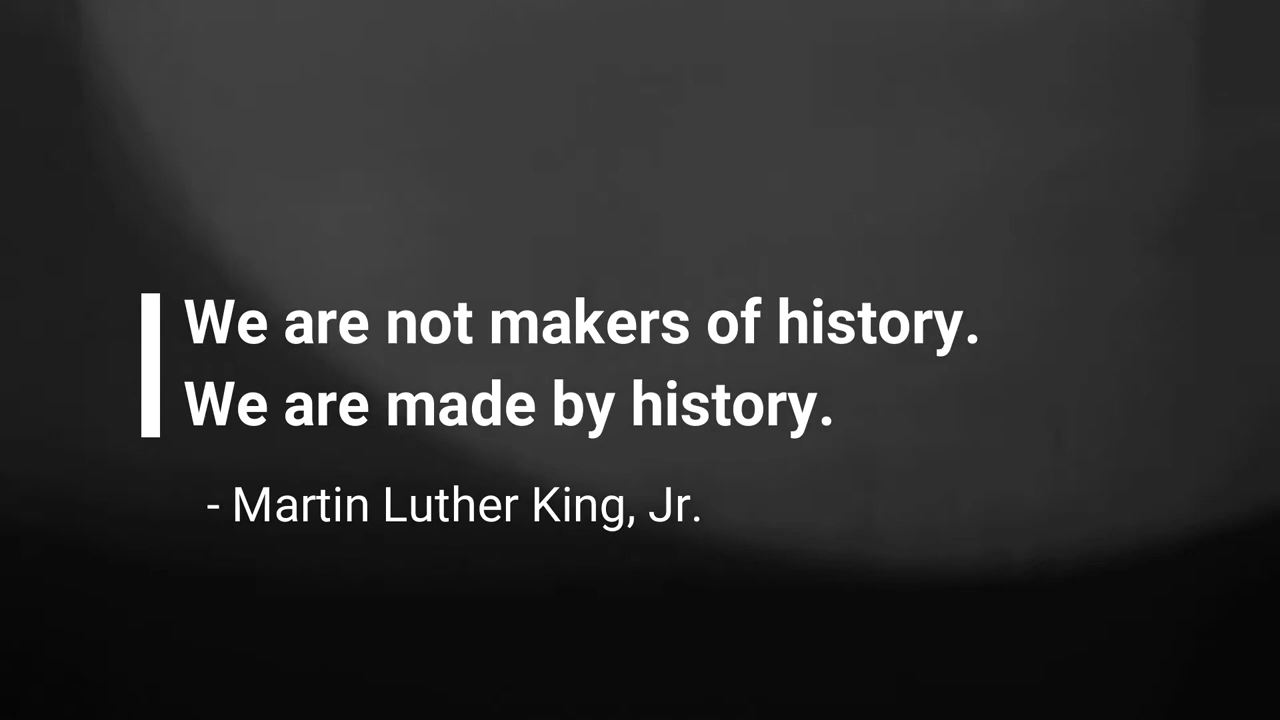 We are not makers of history.
We are made by history.
- Martin Luther King, Jr.